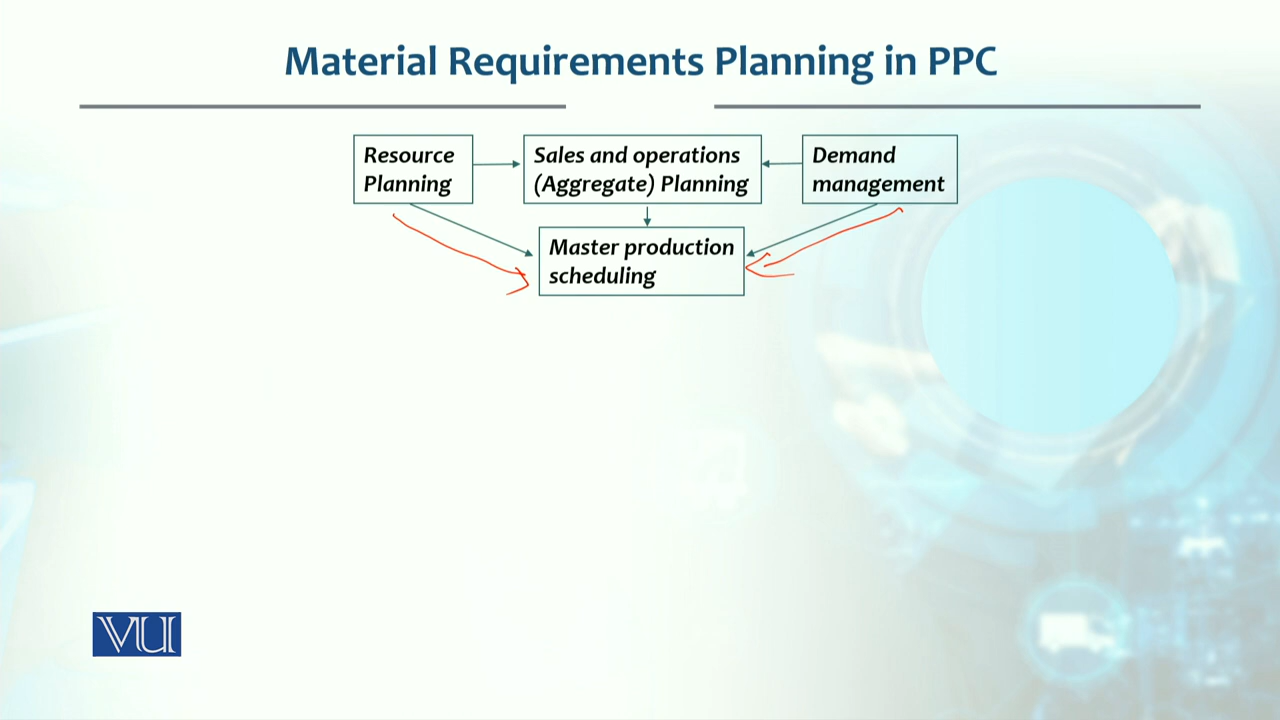 Material Requirements Planning in PPC
Resource
Planning
Sales and operations
(Aggregate) Planning
Demand
management
Master production
scheduling
VU